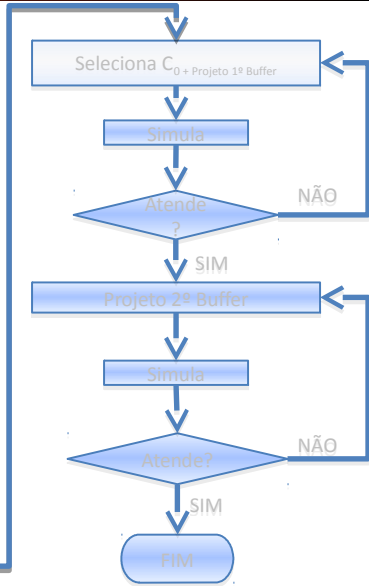 Seleciona C0 + Projeto 1º Buffer
Simula
Atende
?
NÃO
SIM
Projeto 2º Buffer
Simula
Atende?
NÃO
SIM
FIM